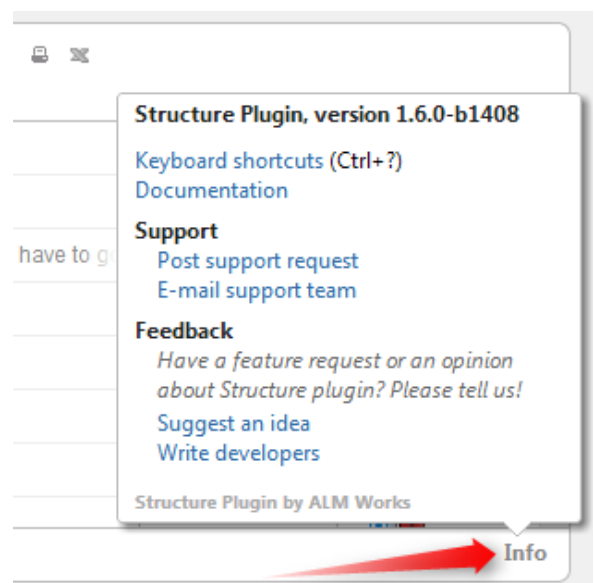 Structure Plugin, version 1.6.0-b1408
Keyboard shortcuts (Ctrl+?)
Documentation
have to
Support
Post support request
E-mail support team
Feedback
Have a feature request or an opinion
about Structure plugin? Please tell us!
Suggest an idea
Write developers
Structure Plugin by ALM Works
Info